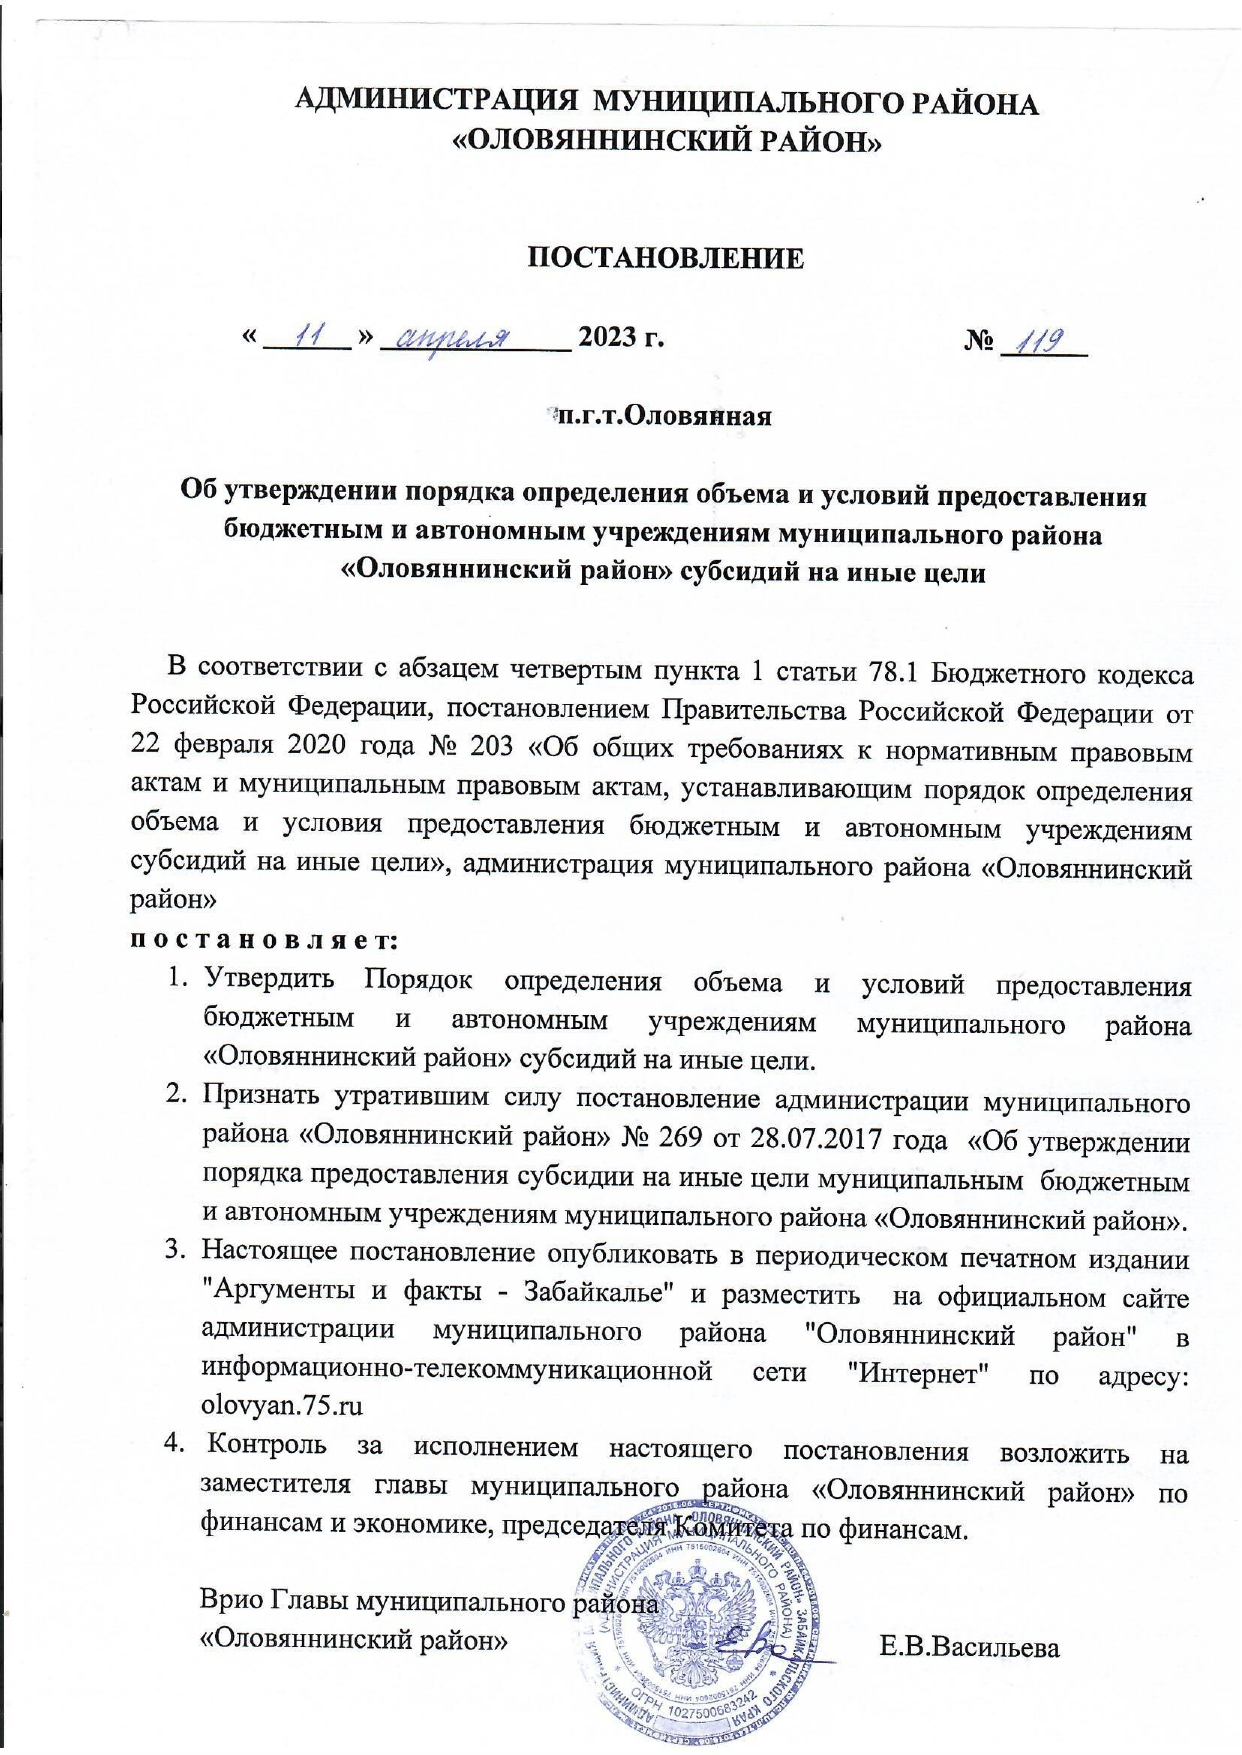 АДМИНИСТРАЦИЯ МУНИЦИПАЛЬНОГО РАЙОНА
«ОЛОВЯННИНСКИЙ РАЙОН»
ПОСТАНОВЛЕНИЕ
« 11 » апреля 2023 г. № 119
п.г.т.Оловянная
Об утверждении порядка определения объема и условий предоставления
бюджетным и автономным учреждениям муниципального района
«Оловяннинский район» субсидий на иные цели
В соответствии с абзацем четвертым пункта 1 статьи 78.1 Бюджетного кодекса
Российской Федерации, постановлением Правительства Российской Федерации от
22 февраля 2020 года № 203 «Об общих требованиях к нормативным правовым
актам и муниципальным правовым актам, устанавливающим порядок определения
объема и условия предоставления бюджетным и автономным учреждениям
субсидий на иные цели», администрация муниципального района «Оловяннинский
район»
п о с т а н о в л я е т:
1. Утвердить Порядок определения объема и условий предоставления
бюджетным и автономным учреждениям муниципального района
«Оловяннинский район» субсидий на иные цели.
2. Признать утратившим силу постановление администрации муниципального
района «Оловяннинский район» № 269 от 28.07.2017 года «Об утверждении
порядка предоставления субсидии на иные цели муниципальным бюджетным
и автономным учреждениям муниципального района «Оловяннинский район».
3. Настоящее постановление опубликовать в периодическом печатном издании
"Аргументы и факты - Забайкалье" и разместить на официальном сайте
администрации муниципального района "Оловяннинский район" в
информационно-телекоммуникационной сети "Интернет" по адресу:
olovyan.75.ru
4. Контроль за исполнением настоящего постановления возложить на
заместителя главы муниципального района «Оловяннинский район» по
финансам и экономике, председателя Комитета по финансам.
Врио Главы муниципального района
«Оловяннинский район» Е.В.Васильева
ОГРН 1027500683242